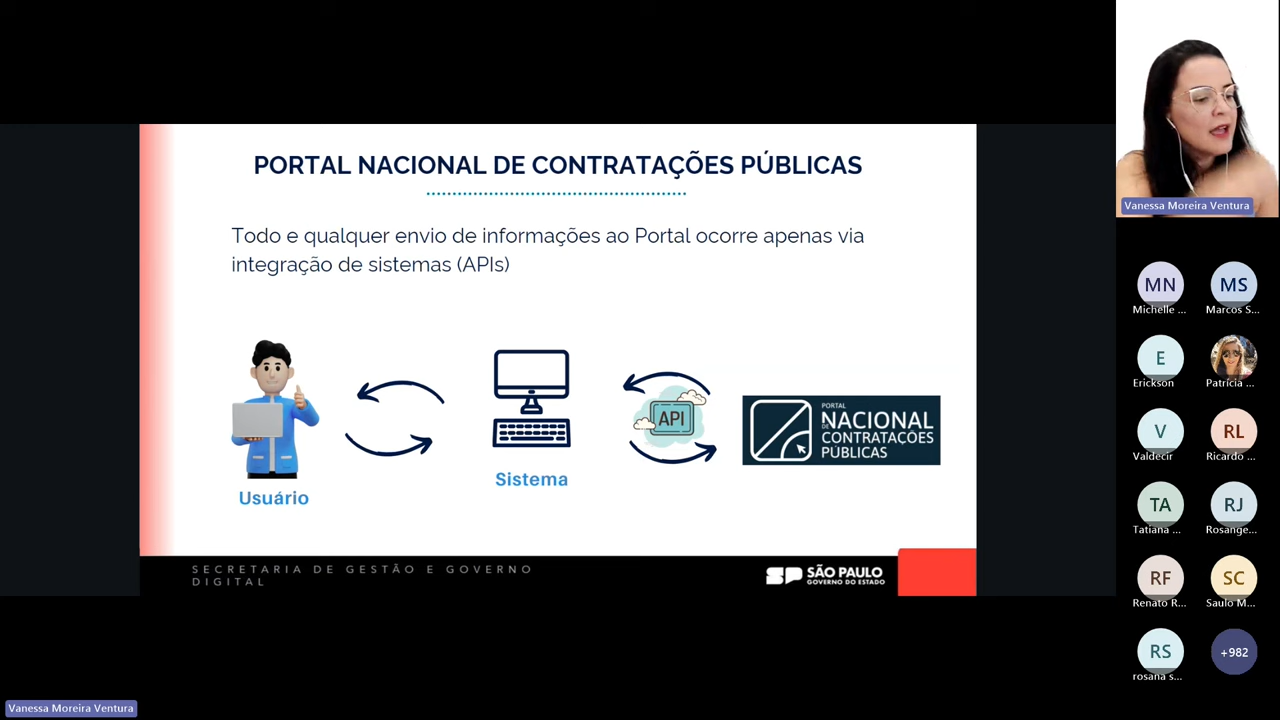 PORTAL NACIONAL DE CONTRATAÇÕES PÚBLICAS
Todo e qualquer envio de informações ao Portal ocorre apenas via
integração de sistemas (APIs)
API
PORTAL
NACIONAL
DE CONTRATAÇÕES
PÚBLICAS
Sistema
Usuário
SECRETARIA DE GESTÃO E GOVERNO
DIGITAL
SP SÃO PAULO
GOVERNO DO ESTADO
Vanessa Moreira Ventura
MN
MS
Michelle ...
Marcos S...
E
Erickson
Patrícia ...
V
RL
Valdecir
Ricardo ...
TA
RJ
Tatiana ...
Rosange...
RF
SC
Renato R...
Saulo M...
RS
+982
rosana s...
Vanessa Moreira Ventura